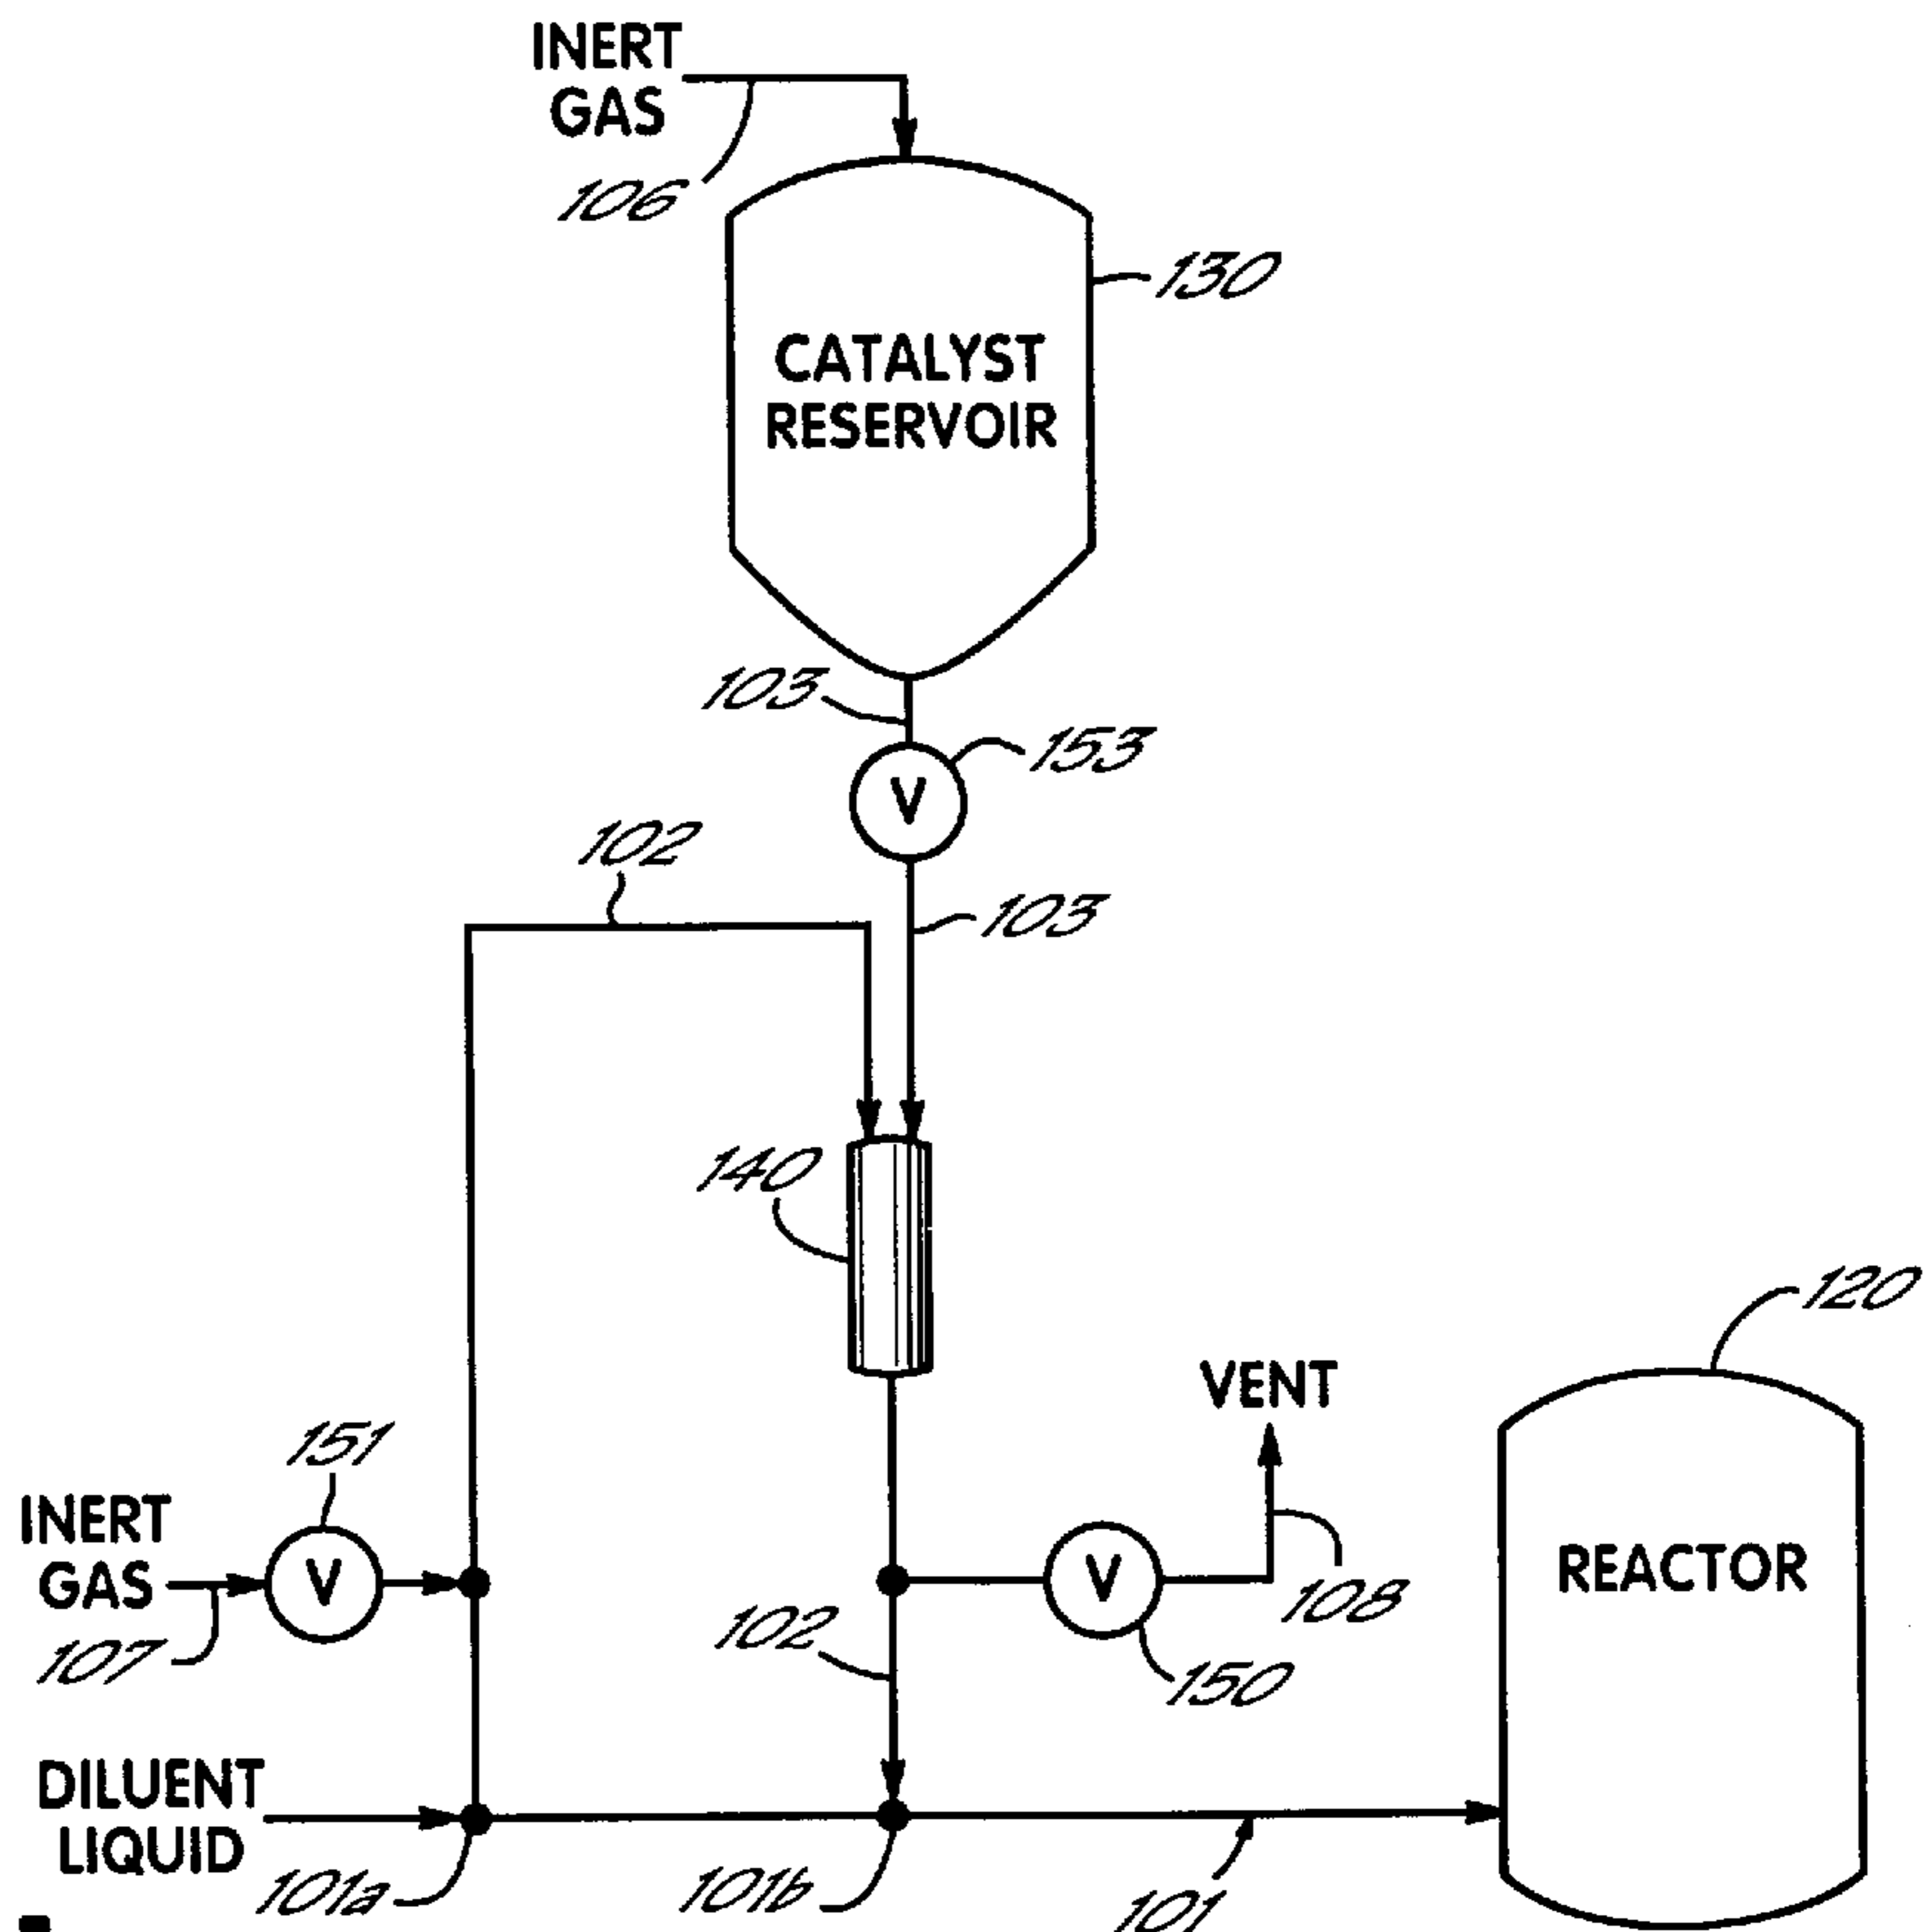 INERT
GAS
106
130
CATALYST
RESERVOIR
103
153
V
102
103
140
120
VENT
151
INERT
GAS
V
V
REACTOR
108
107
102
150
DILUENT
LIQUID
101a
101b
101